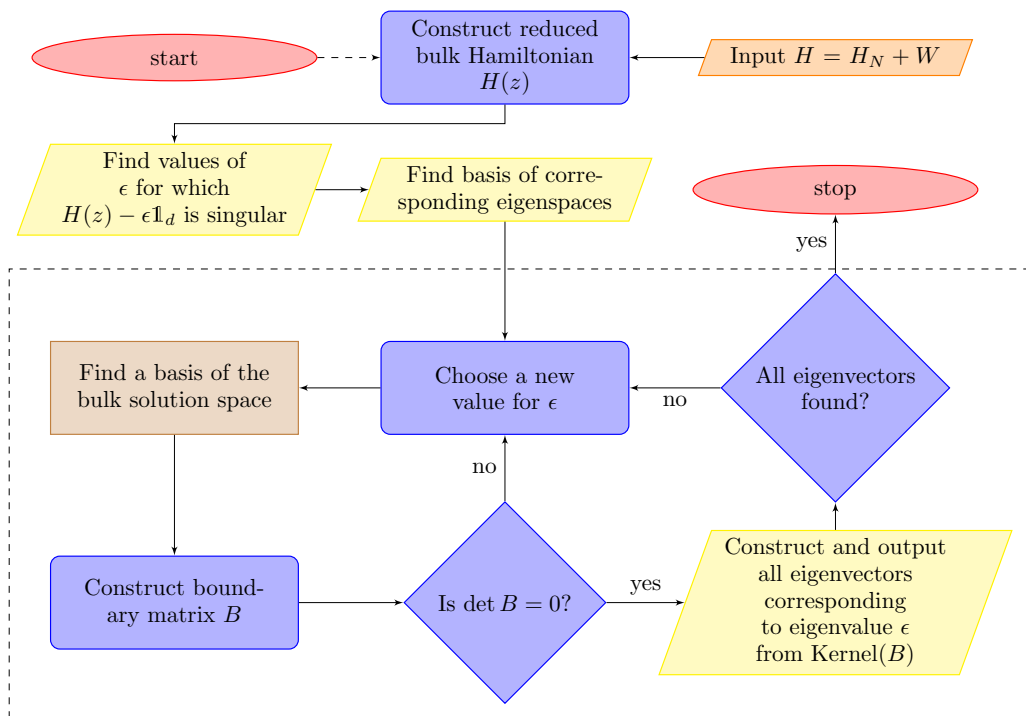 start
Construct reduced
bulk Hamiltonian
H(z)
Input H = H_N + W
Find values of
ϵ for which
H(z) − ϵ𝟙_d is singular
Find basis of corre-
sponding eigenspaces
stop
yes
Find a basis of the
bulk solution space
Choose a new
value for ϵ
no
All eigenvectors
found?
no
Construct bound-
ary matrix B
Is det B = 0?
yes
Construct and output
all eigenvectors
corresponding
to eigenvalue ϵ
from Kernel(B)